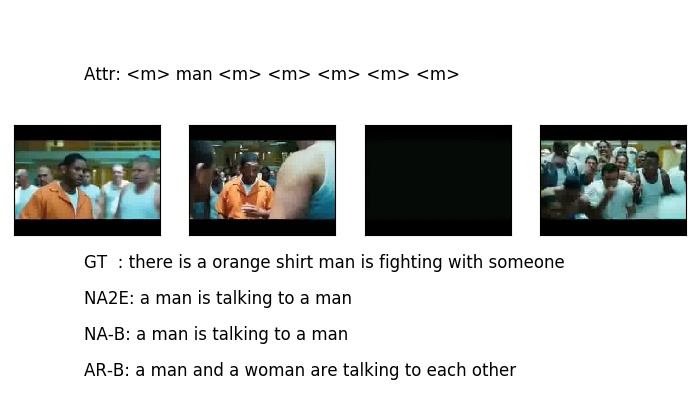 Attr: <m> man <m> <m> <m> <m> <m>
GT : there is a orange shirt man is fighting with someone
NA2E: a man is talking to a man
NA-B: a man is talking to a man
AR-B: a man and a woman are talking to each other